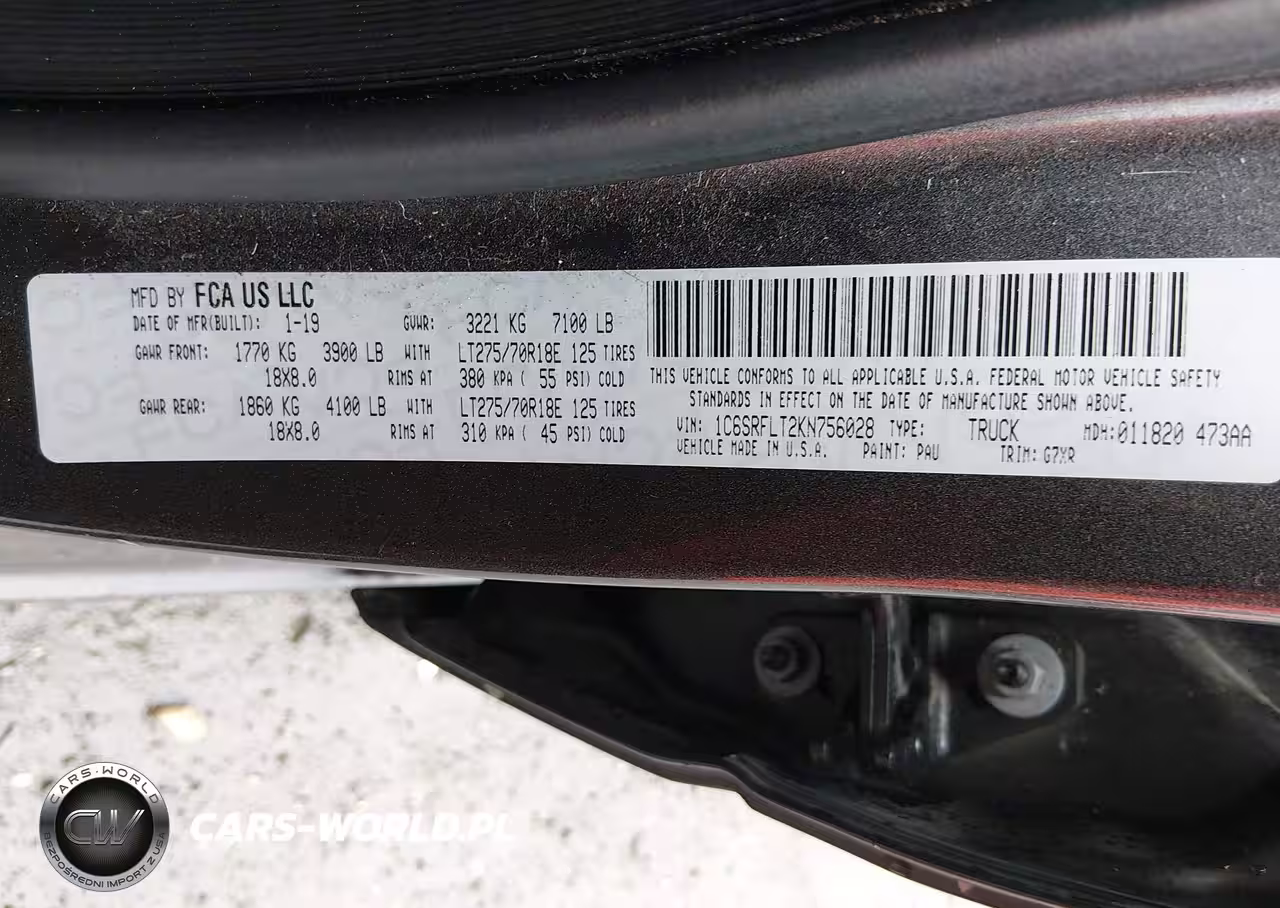 MFD BY FCA US LLC
DATE OF MFR(BUILT): 1-19 GVWR: 3221 KG 7100 LB
GAWR FRONT: 1770 KG 3900 LB WITH LT275/70R18E 125 TIRES
18X8.0 RIMS AT 380 KPA ( 55 PSI) COLD
GAWR REAR: 1860 KG 4100 LB WITH LT275/70R18E 125 TIRES
18X8.0 RIMS AT 310 KPA ( 45 PSI) COLD
THIS VEHICLE CONFORMS TO ALL APPLICABLE U.S.A. FEDERAL MOTOR VEHICLE SAFETY
STANDARDS IN EFFECT ON THE DATE OF MANUFACTURE SHOWN ABOVE.
VIN: 1C6SRFLT2KN756028 TYPE: TRUCK MDH:011820 473AA
VEHICLE MADE IN U.S.A. PAINT: PAU TRIM: G7XR
CARS-WORLD
CW
BEZPOŚREDNI IMPORT Z USA
CARS-WORLD.PL